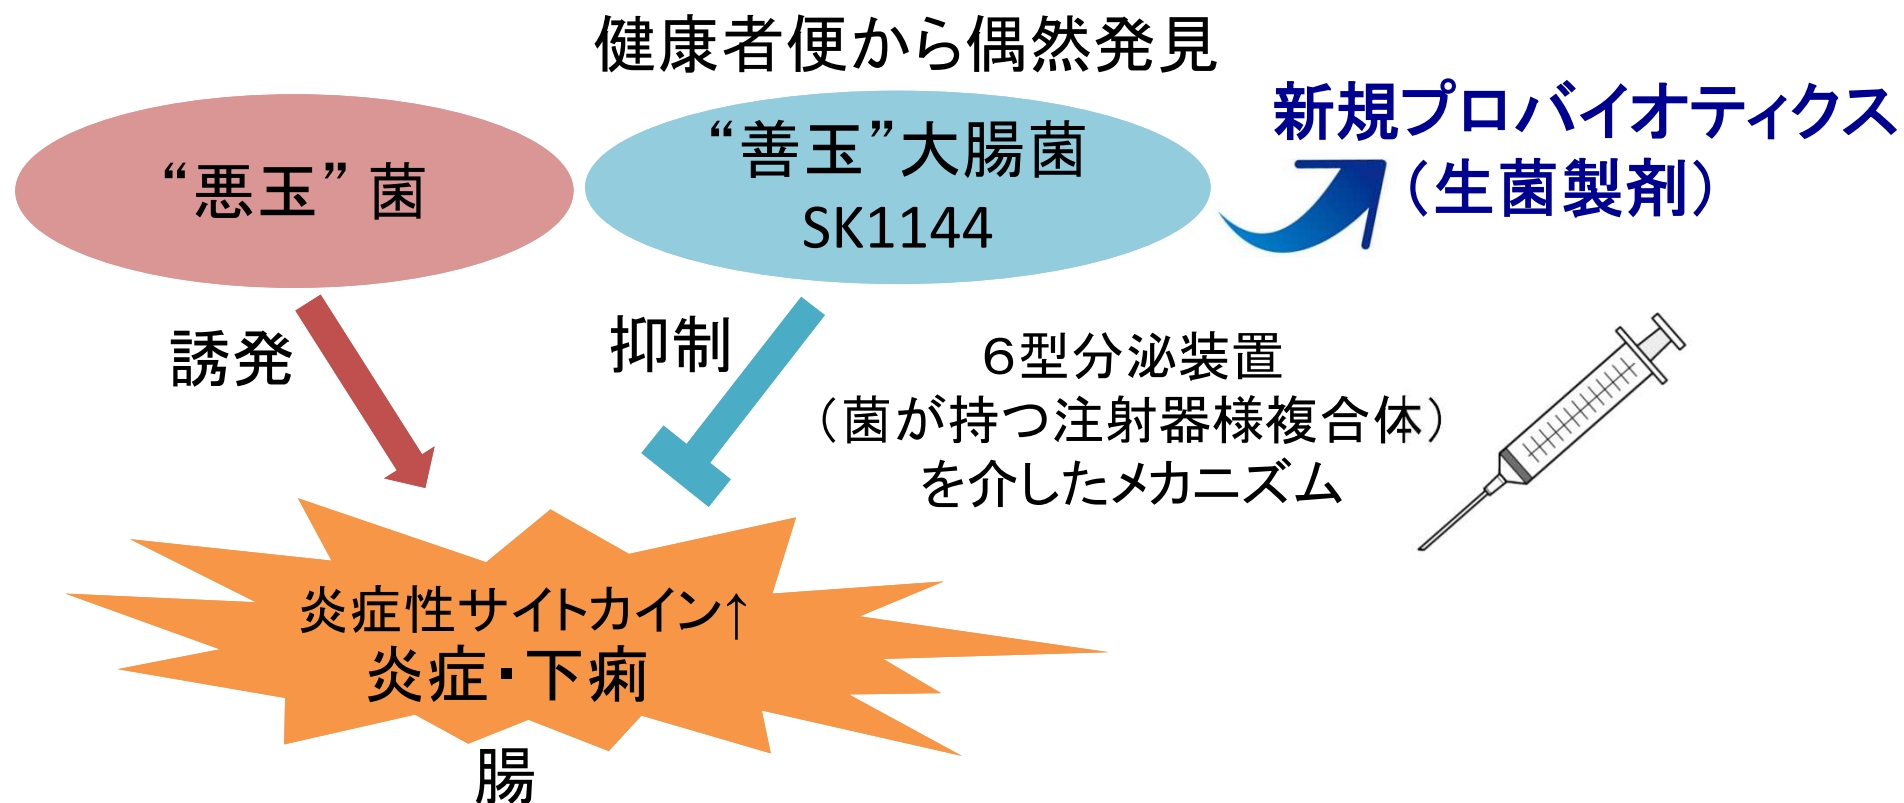 健康者便から偶然発見
“悪玉” 菌
“善玉”大腸菌
SK1144
新規プロバイオティクス
（生菌製剤）
誘発
抑制
６型分泌装置
（菌が持つ注射器様複合体）
を介したメカニズム
炎症性サイトカイン↑
炎症・下痢
腸